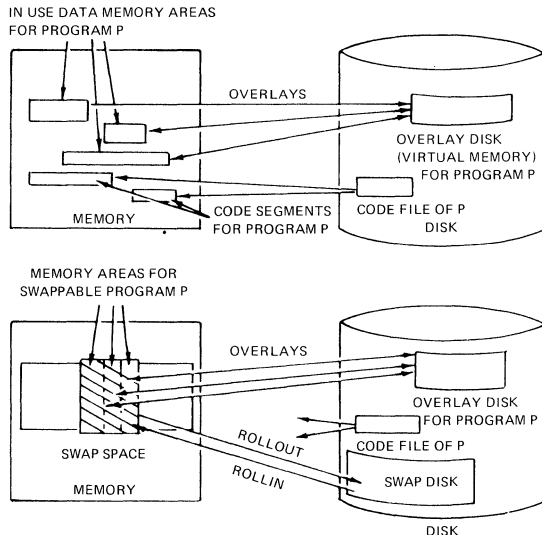 IN USE DATA MEMORY AREAS
FOR PROGRAM P
OVERLAYS
OVERLAY DISK
(VIRTUAL MEMORY)
FOR PROGRAM P
CODE SEGMENTS
FOR PROGRAM P
CODE FILE OF P
MEMORY
DISK
MEMORY AREAS FOR
SWAPPABLE PROGRAM P
OVERLAYS
OVERLAY DISK
FOR PROGRAM P
CODE FILE OF P
ROLLOUT
ROLLIN
SWAP SPACE
SWAP DISK
MEMORY
DISK